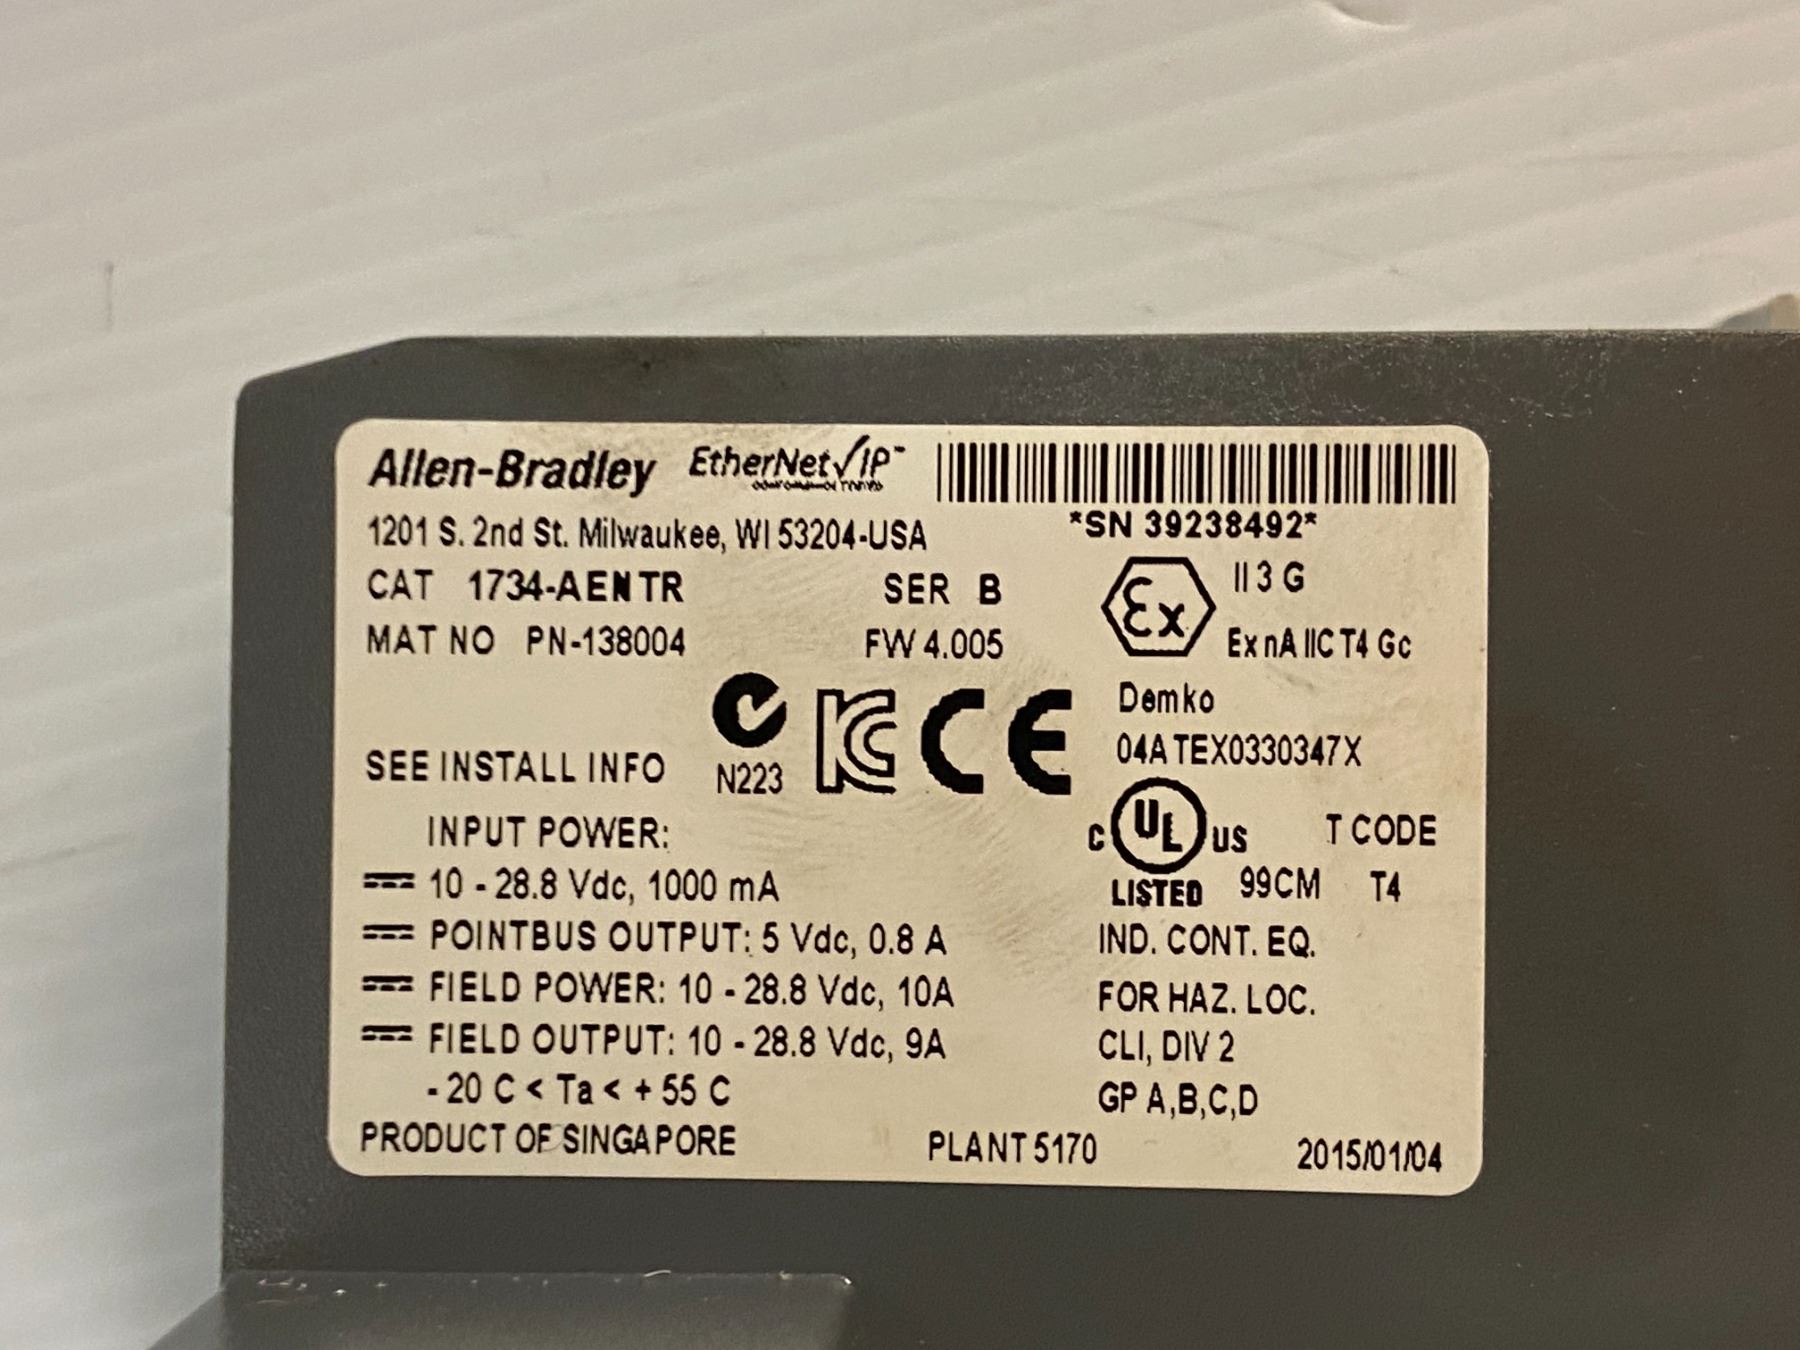 Allen-Bradley EtherNet/IP™
*SN 39238492*
1201 S. 2nd St. Milwaukee, WI 53204-USA
CAT 1734-AENTR SER B
MAT NO PN-138004 FW 4.005
Ex II 3 G
Ex nA IIC T4 Gc
Demko
04ATEX0330347X
SEE INSTALL INFO
N223
KC CE
C UL US
LISTED 99CM
T CODE
T4
INPUT POWER:
10 - 28.8 Vdc, 1000 mA
POINTBUS OUTPUT: 5 Vdc, 0.8 A
FIELD POWER: 10 - 28.8 Vdc, 10A
FIELD OUTPUT: 10 - 28.8 Vdc, 9A
- 20 C < Ta < + 55 C
IND. CONT. EQ.
FOR HAZ. LOC.
CLI, DIV 2
GP A,B,C,D
PRODUCT OF SINGAPORE PLANT 5170 2015/01/04